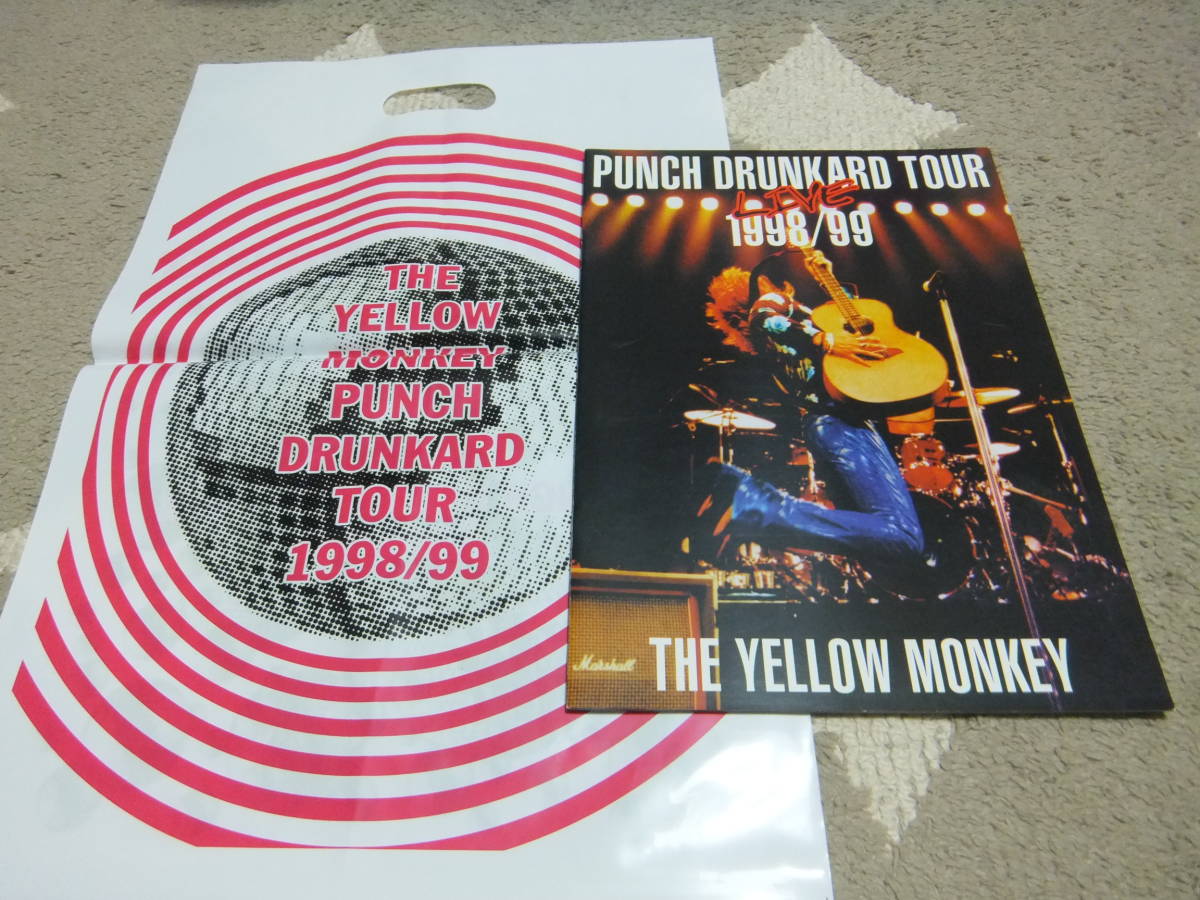 THE
YELLOW
MONKEY
PUNCH
DRUNKARD
TOUR
1998/99
PUNCH DRUNKARD TOUR
LIVE
1998/99
Marshall
THE YELLOW MONKEY